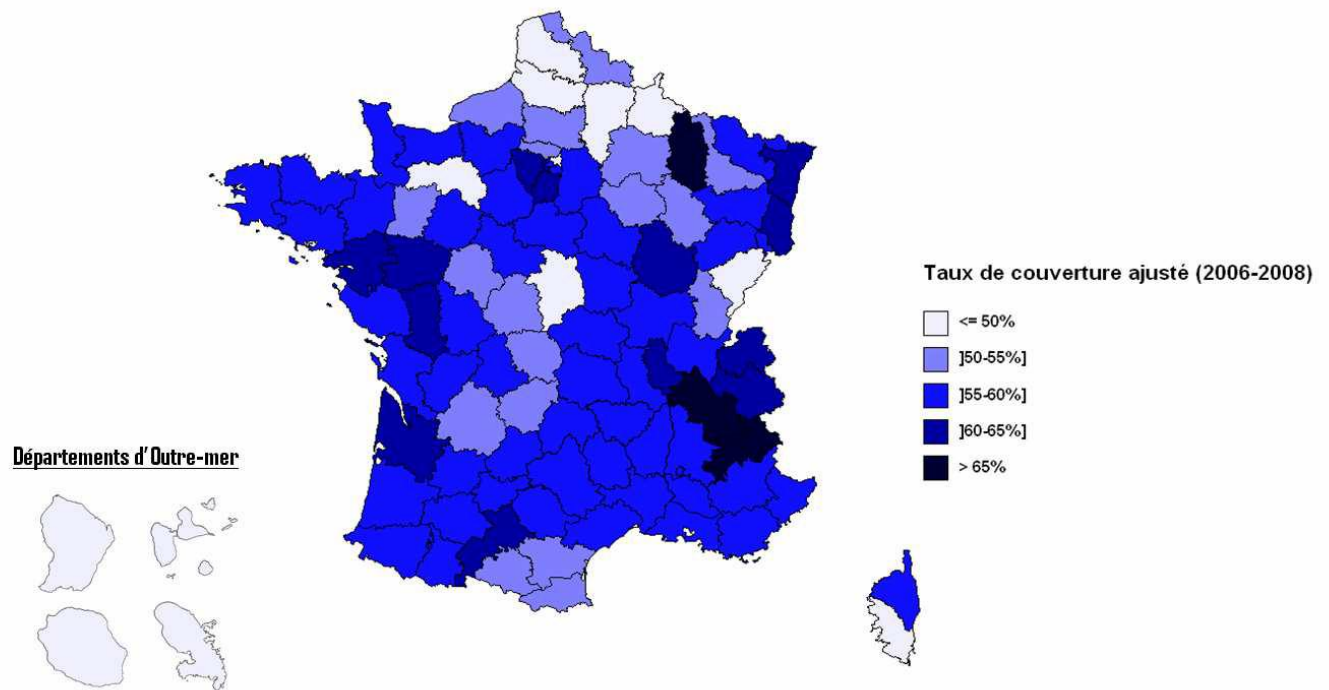 Taux de couverture ajusté (2006-2008)
<= 50%
]50-55%]
]55-60%]
]60-65%]
> 65%
Départements d'Outre-mer